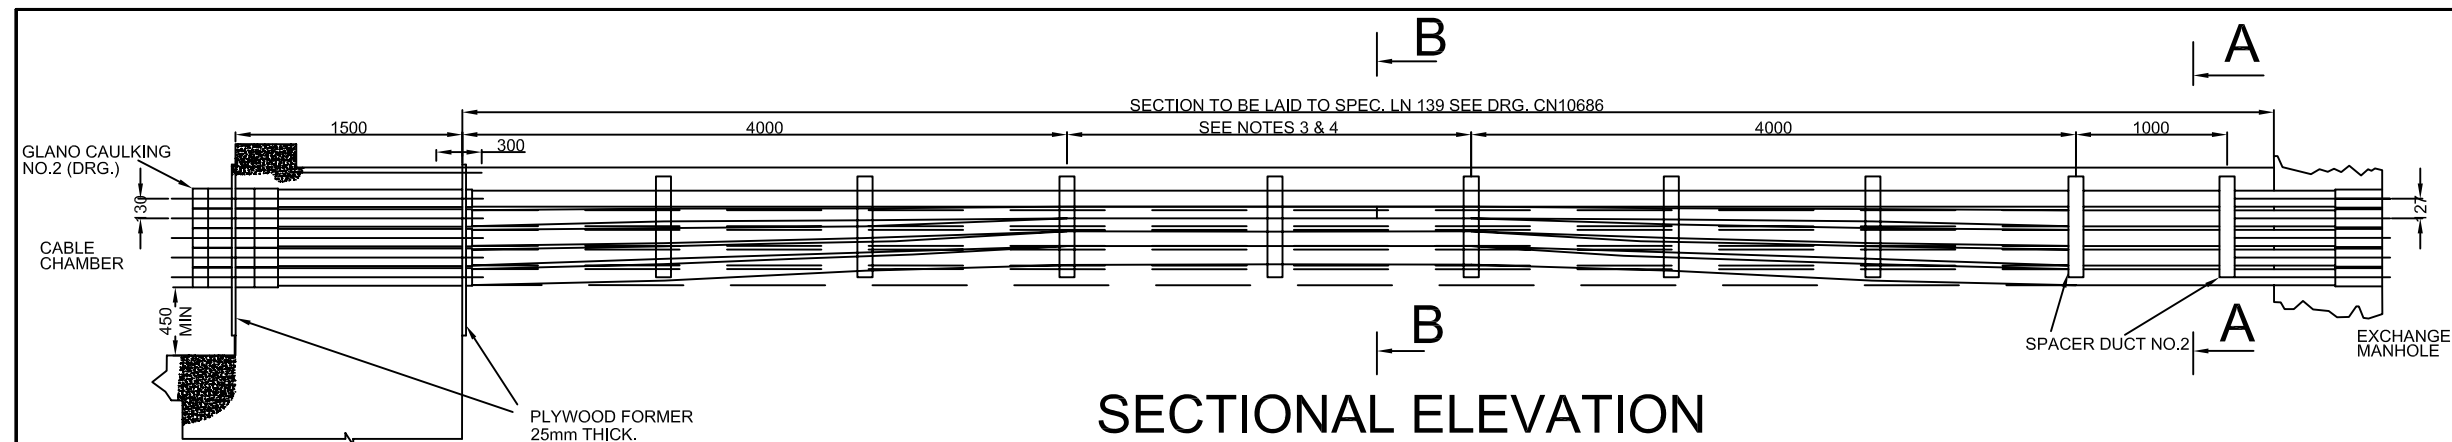 B
A
SECTION TO BE LAID TO SPEC. LN 139 SEE DRG. CN10686
1500
4000
SEE NOTES 3 & 4
4000
1000
300
GLANO CAULKING
NO.2 (DRG.)
130
127
CABLE
CHAMBER
450
MIN
B
A
SPACER DUCT NO.2
EXCHANGE
MANHOLE
PLYWOOD FORMER
25mm THICK.
SECTIONAL ELEVATION